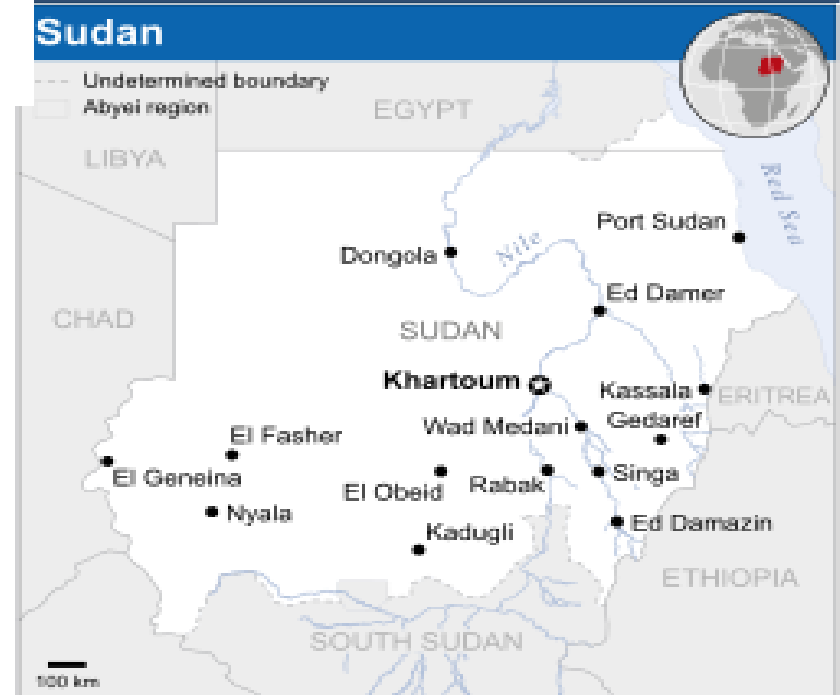 Sudan
Undetermined boundary
Abyei region
EGYPT
LIBYA
Red Sea
Port Sudan
Nile
Dongola
Ed Damer
CHAD
SUDAN
Khartoum
Kassala
ERITREA
Gedaref
Wad Medani
El Fasher
El Geneina
Singa
Rabak
El Obeid
Nyala
Ed Damazin
Kadugli
ETHIOPIA
SOUTH SUDAN
100 km